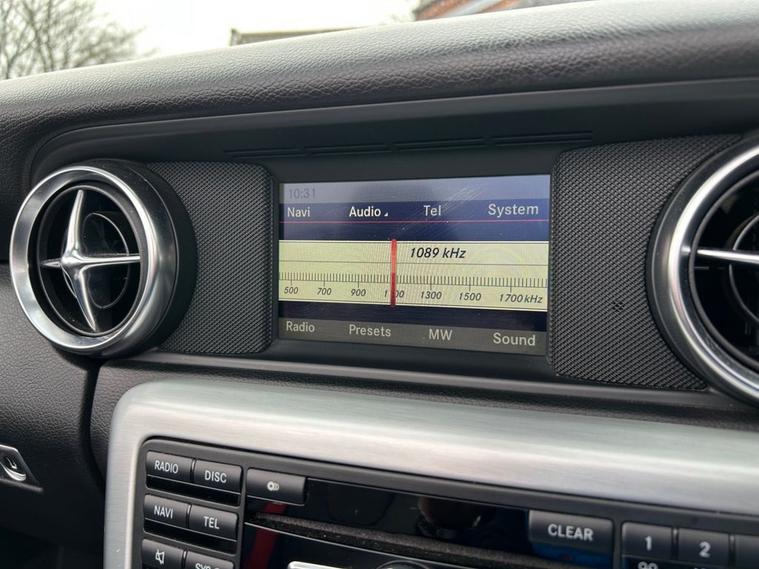 10:31
Navi Audio Tel System
1089 kHz
500 700 900 1300 1500 1700 kHz
Radio Presets MW Sound
RADIO DISC
NAVI TEL CLEAR 1 2